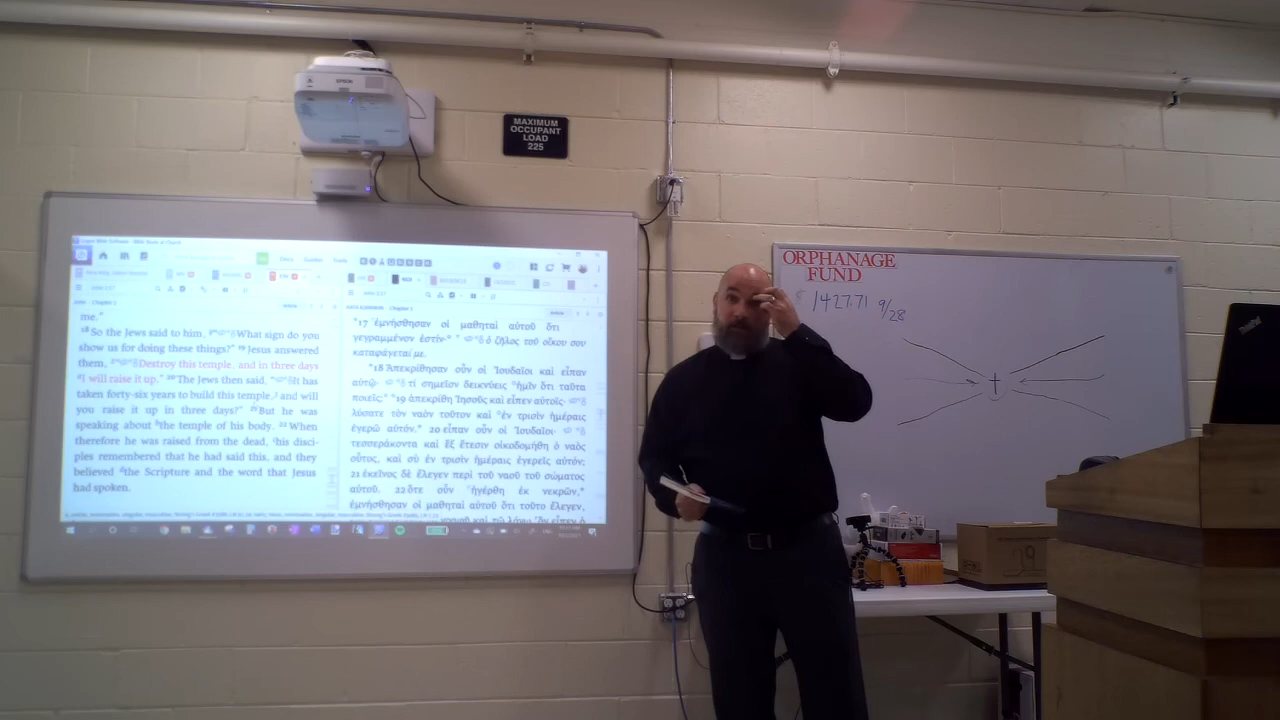 EPSON
MAXIMUM
OCCUPANT
LOAD
225
ORPHANAGE
FUND
$1427.71 9/28
ThinkPad
Docs Guides Tools
me."
18 So the Jews said to him, What sign do you
show us for doing these things?" 19 Jesus answered
them, Destroy this temple, and in three days
I will raise it up." 20 The Jews then said, It has
taken forty-six years to build this temple, and will
you raise it up in three days?" 21 But he was
speaking about the temple of his body. 22 When
therefore he was raised from the dead, his disci-
ples remembered that he had said this, and they
believed the Scripture and the word that Jesus
had spoken.
17 ἐμνήσθησαν οἱ μαθηταὶ αὐτοῦ ὅτι
γεγραμμένον ἐστίν· ὁ ζῆλος τοῦ οἴκου σου
καταφάγεταί με.
18 Ἀπεκρίθησαν οὖν οἱ Ἰουδαῖοι καὶ εἶπαν
αὐτῷ· τί σημεῖον δεικνύεις ἡμῖν ὅτι ταῦτα
ποιεῖς; 19 ἀπεκρίθη Ἰησοῦς καὶ εἶπεν αὐτοῖς·
λύσατε τὸν ναὸν τοῦτον καὶ ἐν τρισὶν ἡμέραις
ἐγερῶ αὐτόν. 20 εἶπαν οὖν οἱ Ἰουδαῖοι·
τεσσεράκοντα καὶ ἓξ ἔτεσιν οἰκοδομήθη ὁ ναὸς
οὗτος, καὶ σὺ ἐν τρισὶν ἡμέραις ἐγερεῖς αὐτόν;
21 ἐκεῖνος δὲ ἔλεγεν περὶ τοῦ ναοῦ τοῦ σώματος
αὐτοῦ. 22 ὅτε οὖν ἠγέρθη ἐκ νεκρῶν,
ἐμνήσθησαν οἱ μαθηταὶ αὐτοῦ ὅτι τοῦτο ἔλεγεν,